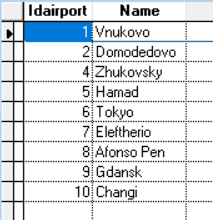 Idairport Name
1 Vnukovo
2 Domodedovo
4 Zhukovsky
5 Hamad
6 Tokyo
7 Eleftherio
8 Afonso Pen
9 Gdansk
10 Changi